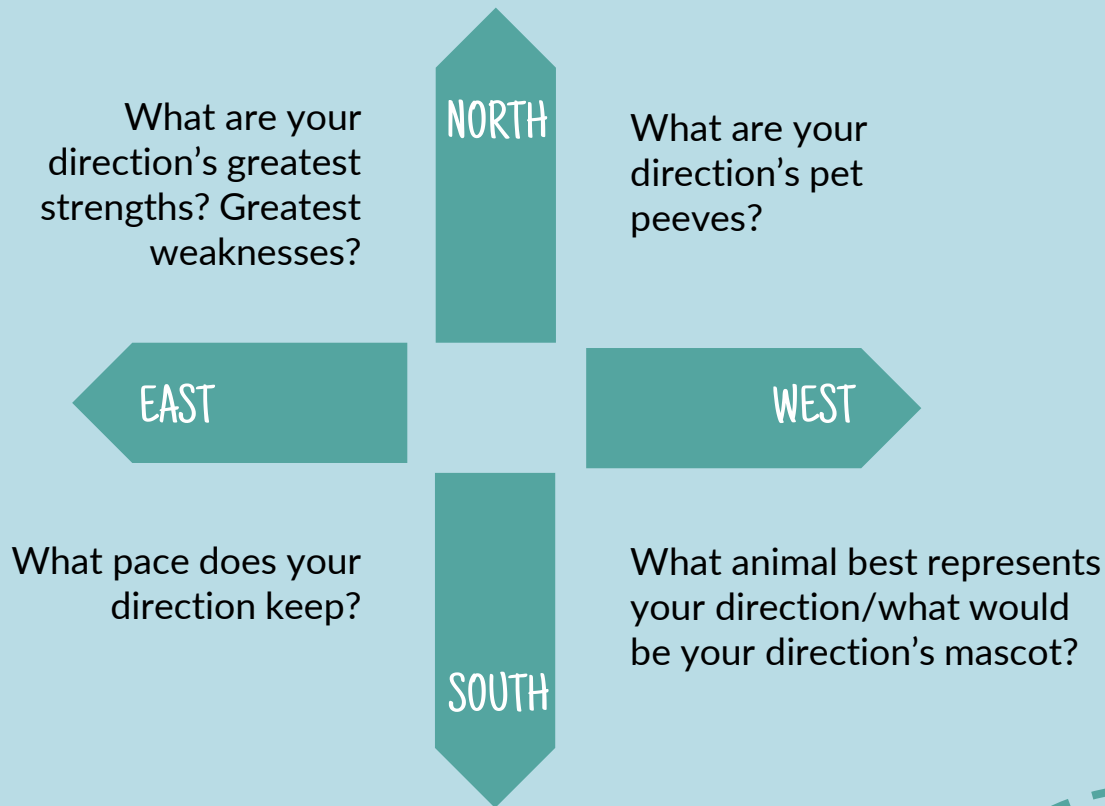 NORTH
What are your
direction’s greatest
strengths? Greatest
weaknesses?
What are your
direction’s pet
peeves?
EAST
WEST
What pace does your
direction keep?
What animal best represents
your direction/what would
be your direction’s mascot?
SOUTH